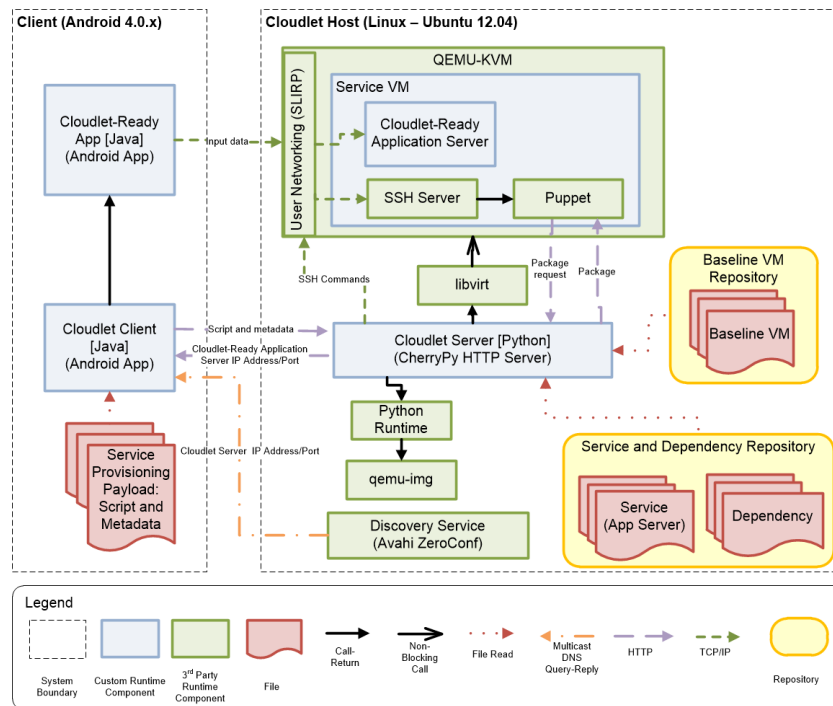 Client (Android 4.0.x)
Cloudlet Host (Linux – Ubuntu 12.04)
QEMU-KVM
User Networking (SLIRP)
Service VM
Cloudlet-Ready
App [Java]
(Android App)
Input data
Cloudlet-Ready
Application Server
SSH Server
Puppet
SSH Commands
libvirt
Package
request
Package
Baseline VM
Repository
Baseline VM
Cloudlet Client
[Java]
(Android App)
Script and metadata
Cloudlet-Ready Application
Server IP Address/Port
Cloudlet Server [Python]
(CherryPy HTTP Server)
Python
Runtime
qemu-img
Service
Provisioning
Payload:
Script and
Metadata
Cloudlet Server IP Address/Port
Discovery Service
(Avahi ZeroConf)
Service and Dependency Repository
Service
(App Server)
Dependency
Legend
System
Boundary
Custom Runtime
Component
3rd Party
Runtime
Component
File
Call-
Return
Non-
Blocking
Call
File Read
Multicast
DNS
Query-Reply
HTTP
TCP/IP
Repository